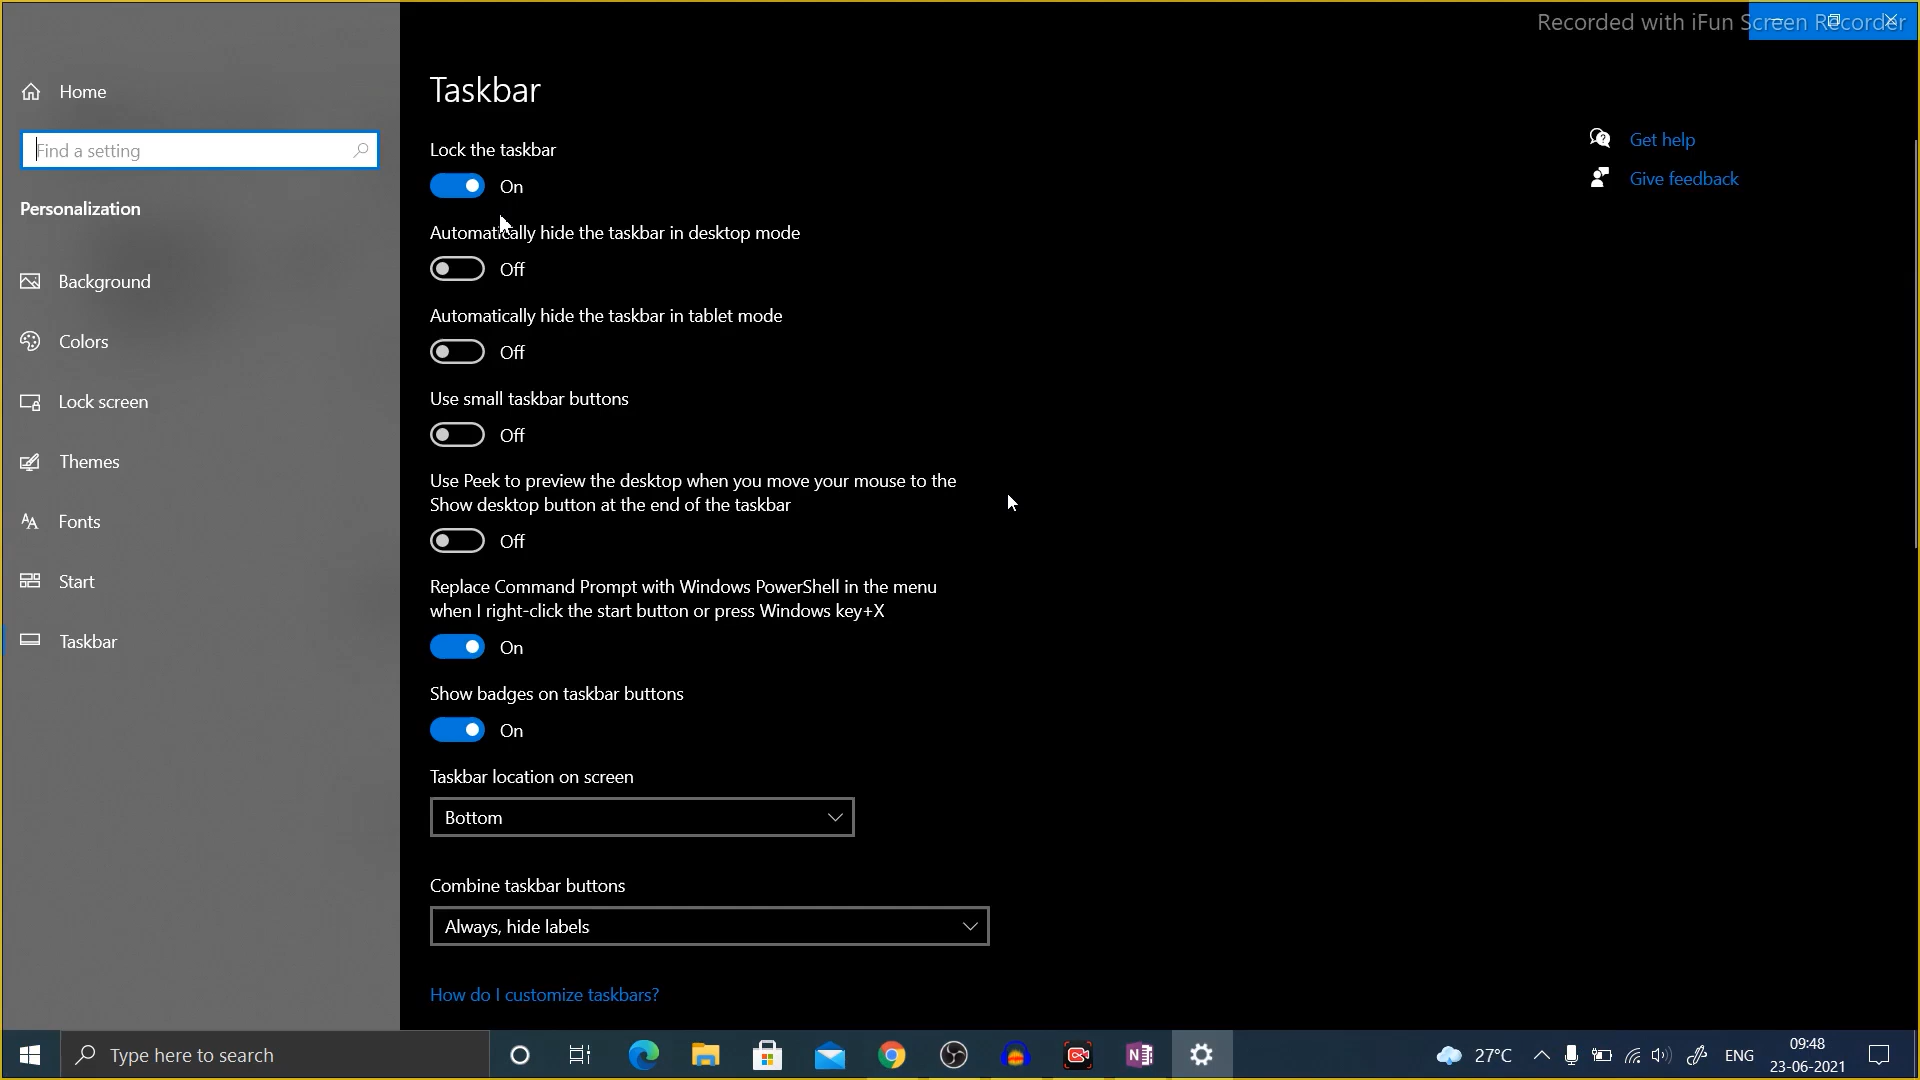 Recorded with iFun Screen Recorder
Home
Find a setting
Personalization
Background
Colors
Lock screen
Themes
Fonts
Start
Taskbar
Taskbar
Lock the taskbar
On
Automatically hide the taskbar in desktop mode
Off
Automatically hide the taskbar in tablet mode
Off
Use small taskbar buttons
Off
Use Peek to preview the desktop when you move your mouse to the
Show desktop button at the end of the taskbar
Off
Replace Command Prompt with Windows PowerShell in the menu
when I right-click the start button or press Windows key+X
On
Show badges on taskbar buttons
On
Taskbar location on screen
Bottom
Combine taskbar buttons
Always, hide labels
How do I customize taskbars?
Get help
Give feedback
Type here to search
27°C
ENG
09:48
23-06-2021